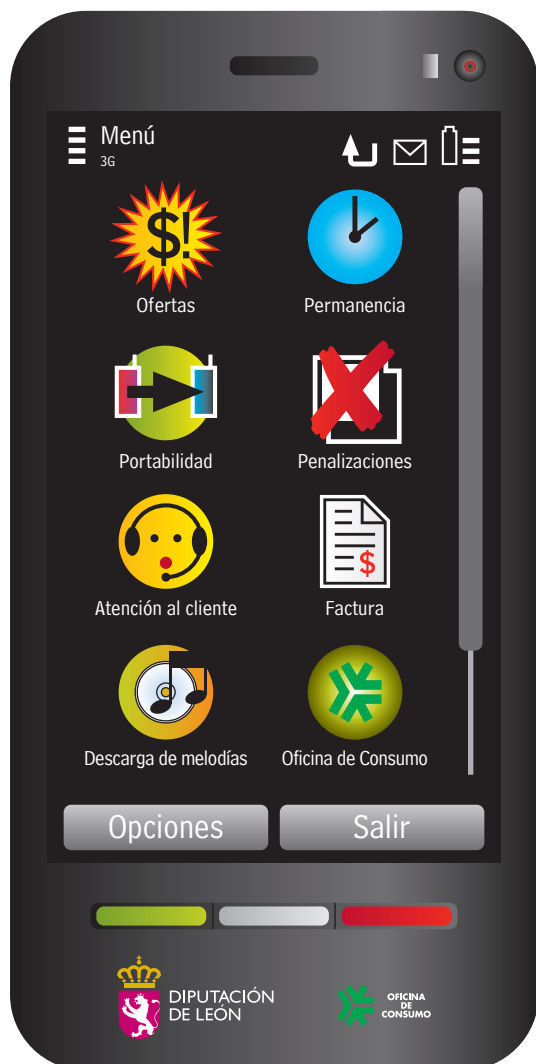 Menú
3G
$!
Ofertas
Permanencia
Portabilidad
Penalizaciones
Atención al cliente
$
Factura
Descarga de melodías
Oficina de Consumo
Opciones
Salir
DIPUTACIÓN
DE LEÓN
OFICINA
DE
CONSUMO